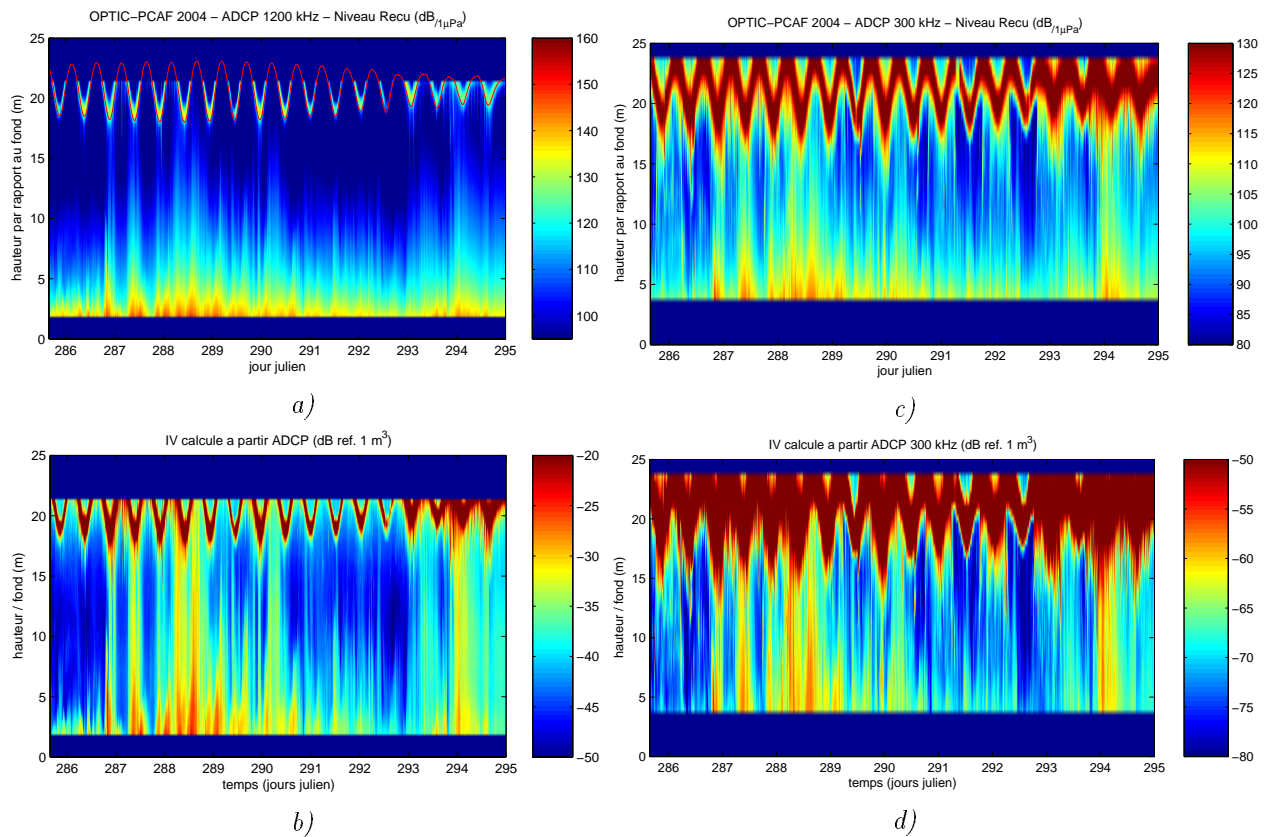 OPTIC−PCAF 2004 − ADCP 1200 kHz − Niveau Recu (dB/1μPa)
25
20
15
10
5
0
hauteur par rapport au fond (m)
286 287 288 289 290 291 292 293 294 295
jour julien
160
150
140
130
120
110
100
a)
OPTIC−PCAF 2004 − ADCP 300 kHz − Niveau Recu (dB/1μPa)
25
20
15
10
5
0
hauteur par rapport au fond (m)
286 287 288 289 290 291 292 293 294 295
jour julien
130
125
120
115
110
105
100
95
90
85
80
c)
IV calcule a partir ADCP (dB ref. 1 m³)
25
20
15
10
5
0
hauteur / fond (m)
286 287 288 289 290 291 292 293 294 295
temps (jours julien)
−20
−25
−30
−35
−40
−45
−50
b)
IV calcule a partir ADCP 300 kHz (dB ref. 1 m³)
25
20
15
10
5
0
hauteur / fond (m)
286 287 288 289 290 291 292 293 294 295
temps (jours julien)
−50
−55
−60
−65
−70
−75
−80
d)